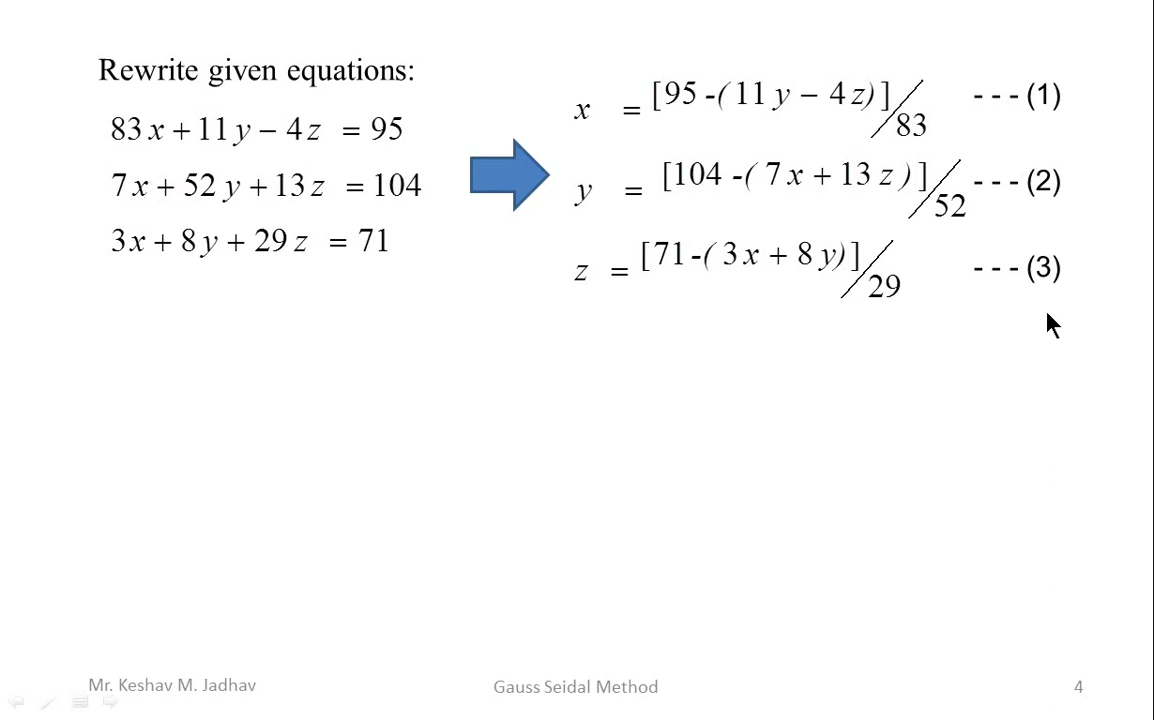 Rewrite given equations:
83x + 11y − 4z = 95
7x + 52y + 13z = 104
3x + 8y + 29z = 71
x = [95 -(11y − 4z)]/83 - - - (1)
y = [104 -( 7x + 13z )]/52 - - - (2)
z = [71 -( 3x + 8y)]/29 - - - (3)
Mr. Keshav M. Jadhav
Gauss Seidal Method
4